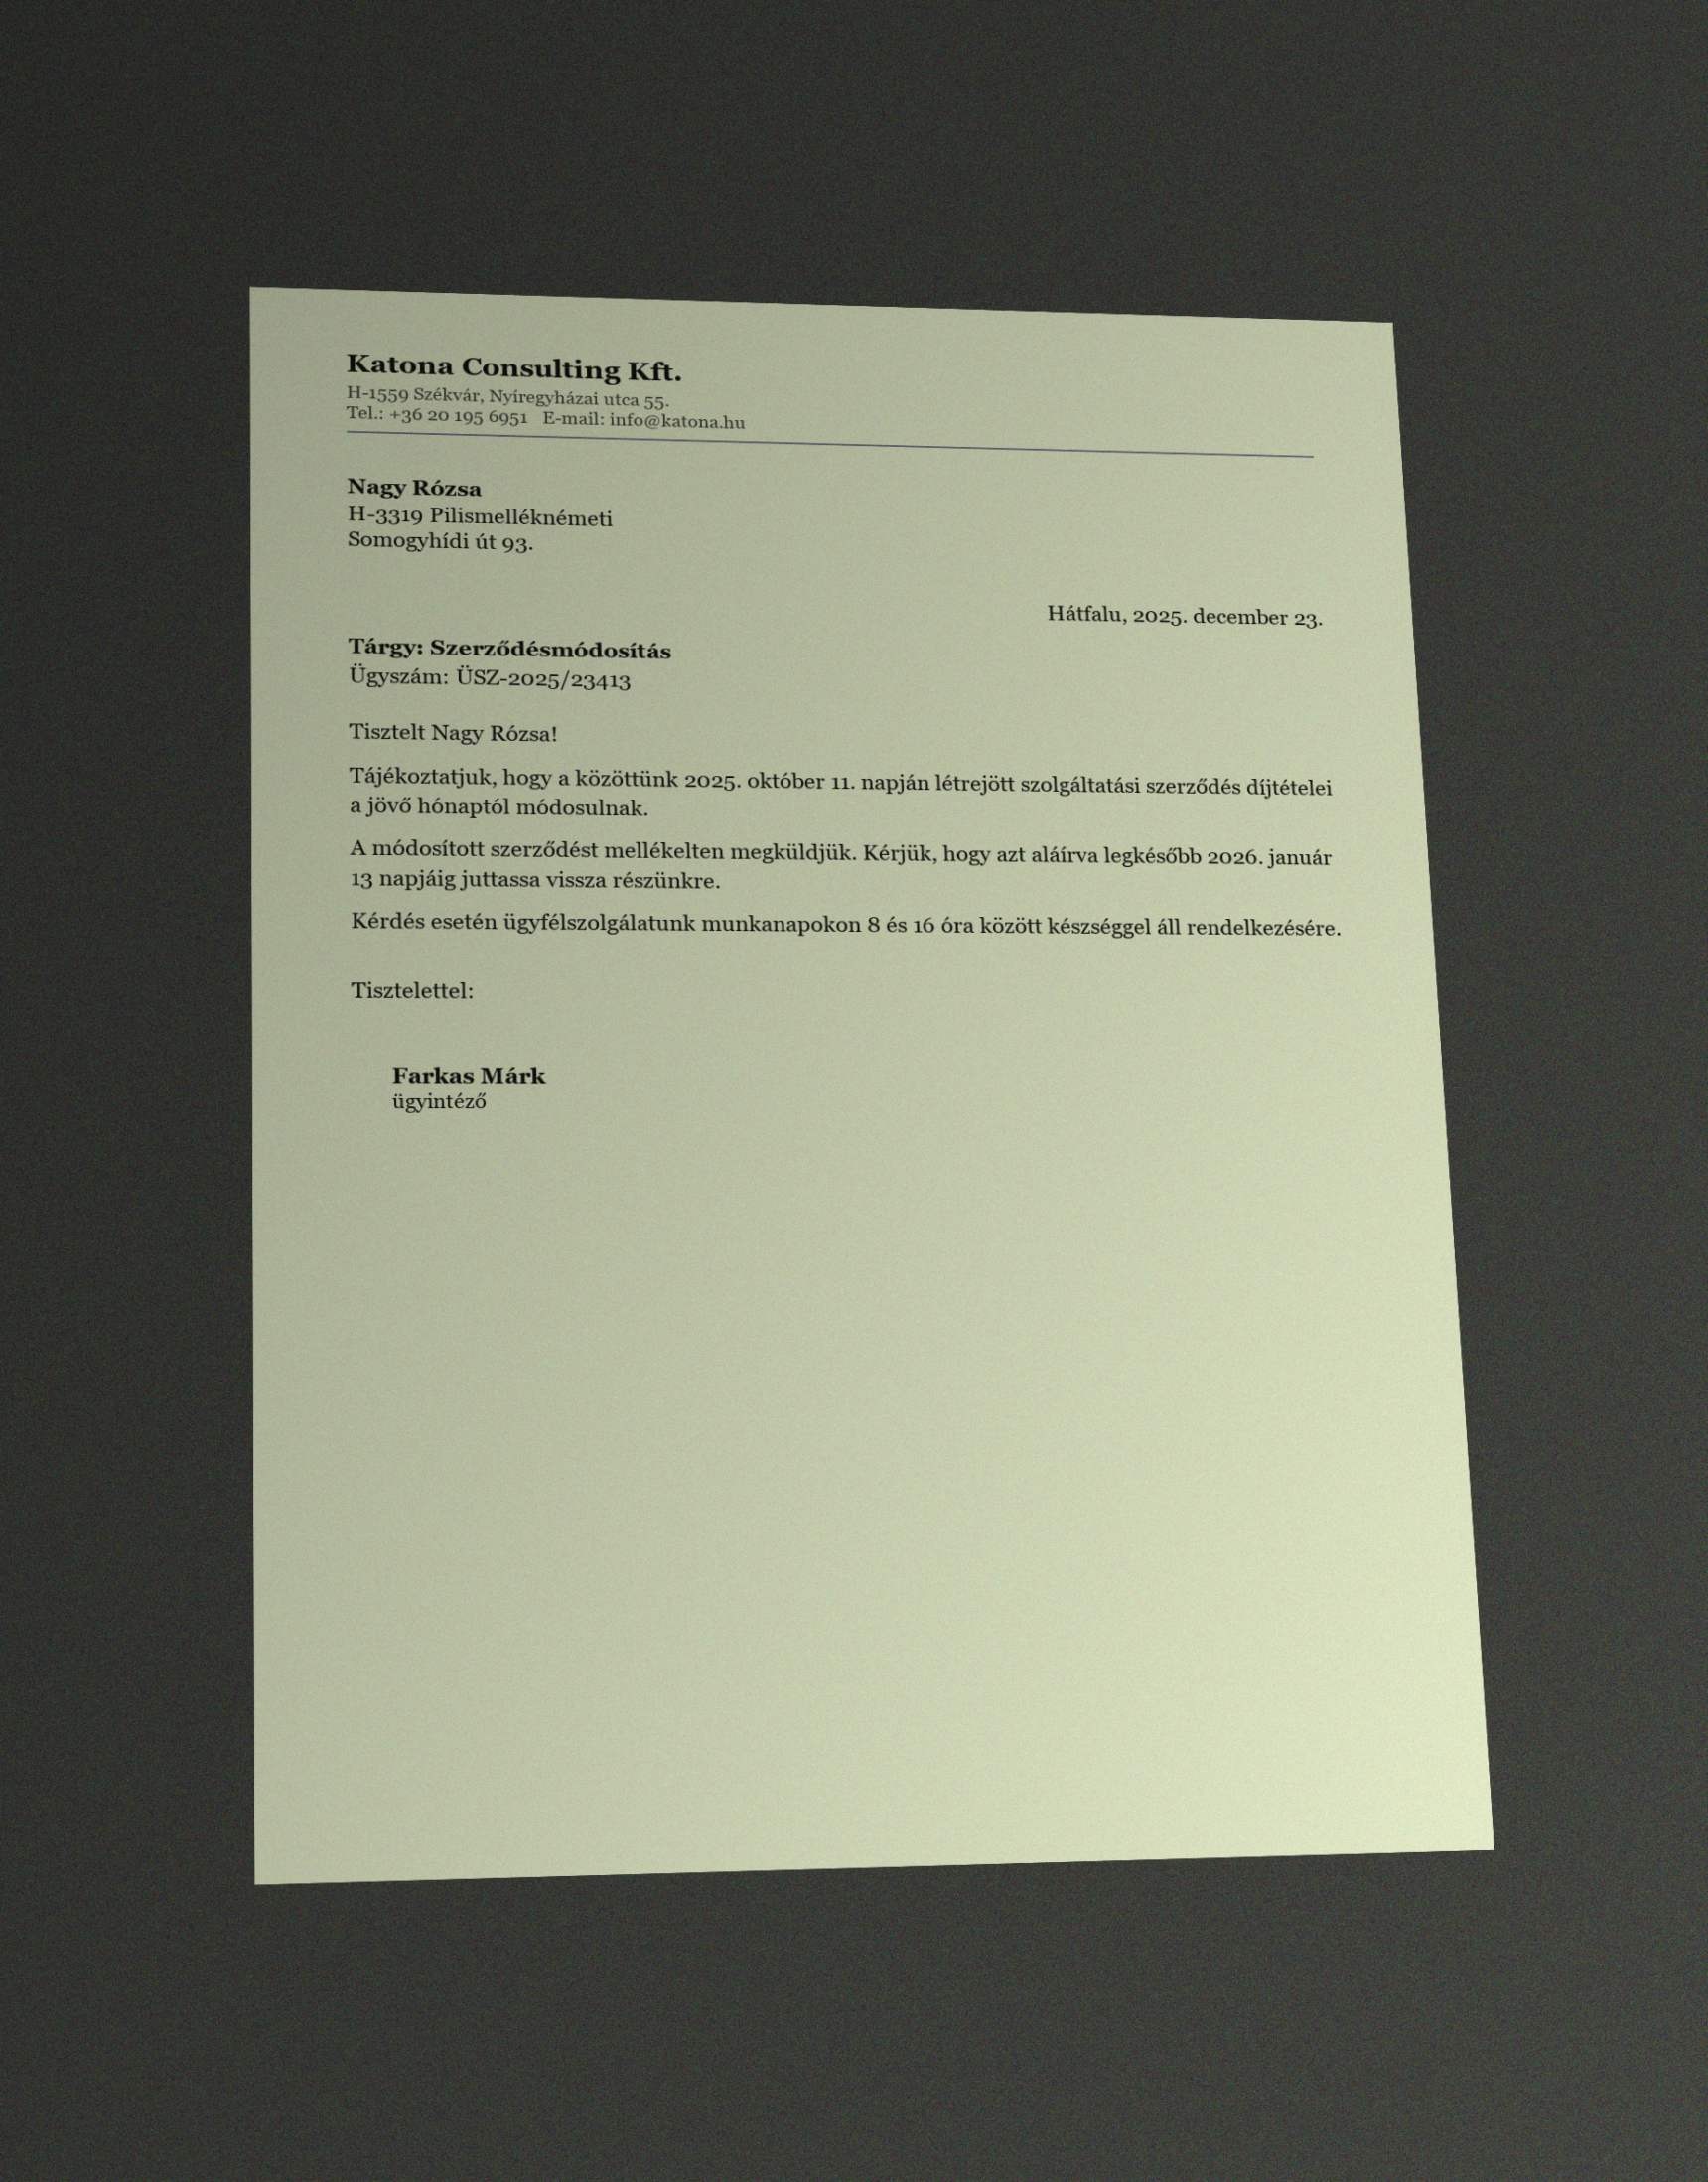 Katona Consulting Kft.
H-1559 Székvár, Nyíregyházai utca 55.
Tel.: +36 20 195 6951 E-mail: info@katona.hu
Nagy Rózsa
H-3319 Pilismelléknémeti
Somogyhídi út 93.
Hátfalu, 2025. december 23.
Tárgy: Szerződésmódosítás
Ügyszám: ÜSZ-2025/23413
Tisztelt Nagy Rózsa!
Tájékoztatjuk, hogy a közöttünk 2025. október 11. napján létrejött szolgáltatási szerződés díjtételei
a jövő hónaptól módosulnak.
A módosított szerződést mellékelten megküldjük. Kérjük, hogy azt aláírva legkésőbb 2026. január
13 napjáig juttassa vissza részünkre.
Kérdés esetén ügyfélszolgálatunk munkanapokon 8 és 16 óra között készséggel áll rendelkezésére.
Tisztelettel:
Farkas Márk
ügyintéző